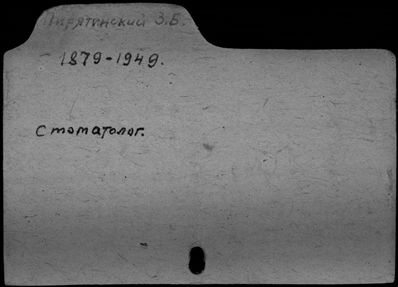 Пирятинский З.Б.
1879-1949.
Стоматолог.